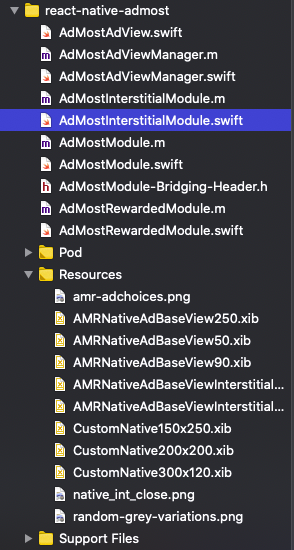 react-native-admost
AdMostAdView.swift
AdMostAdViewManager.m
AdMostAdViewManager.swift
AdMostInterstitialModule.m
AdMostInterstitialModule.swift
AdMostModule.m
AdMostModule.swift
AdMostModule-Bridging-Header.h
AdMostRewardedModule.m
AdMostRewardedModule.swift
Pod
Resources
amr-adchoices.png
AMRNativeAdBaseView250.xib
AMRNativeAdBaseView50.xib
AMRNativeAdBaseView90.xib
AMRNativeAdBaseViewInterstitial...
AMRNativeAdBaseViewInterstitial...
CustomNative150x250.xib
CustomNative200x200.xib
CustomNative300x120.xib
native_int_close.png
random-grey-variations.png
Support Files